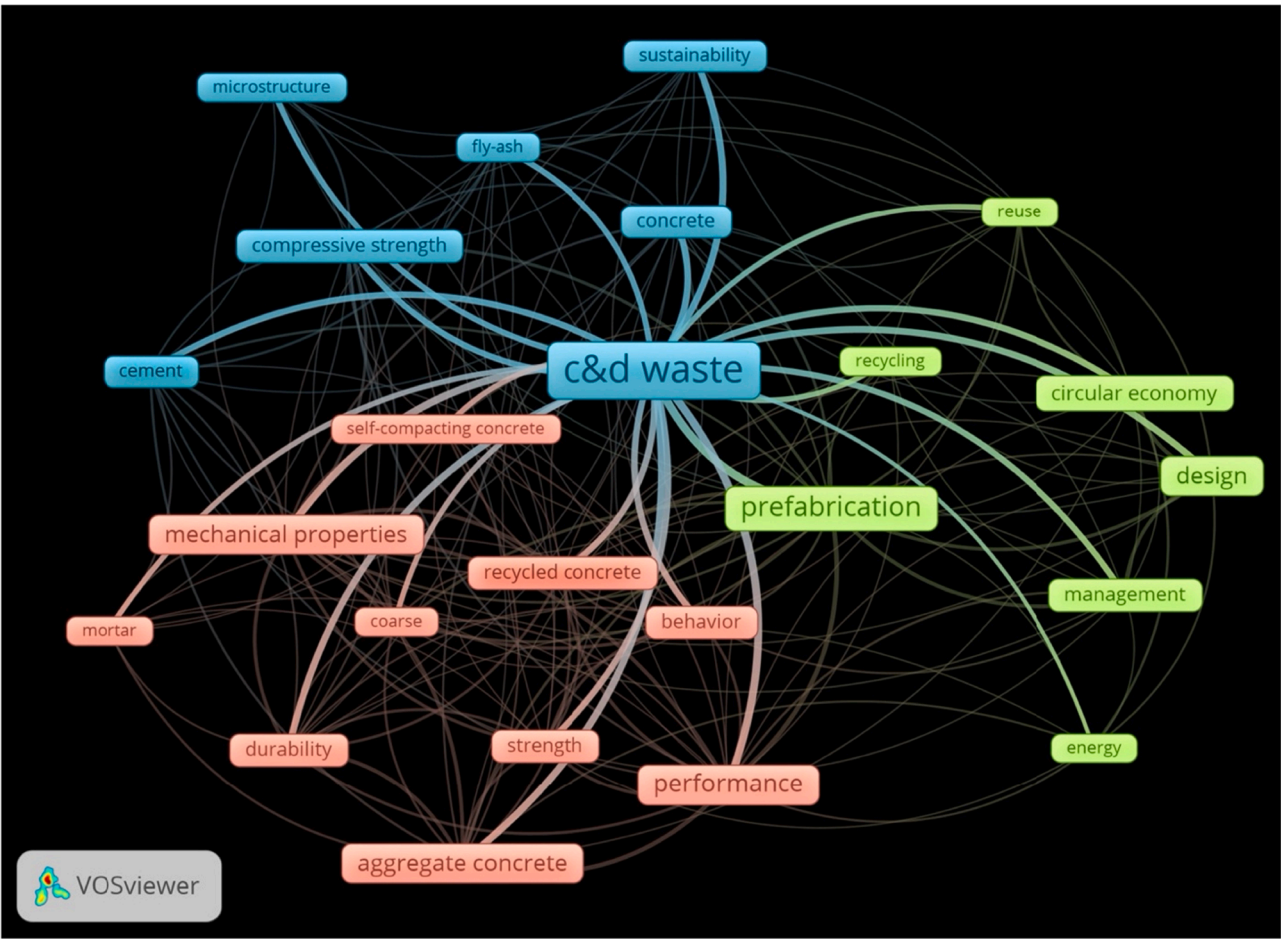 sustainability
microstructure
fly-ash
reuse
concrete
compressive strength
recycling
c&d waste
cement
circular economy
self-compacting concrete
design
prefabrication
mechanical properties
recycled concrete
management
coarse
behavior
mortar
strength
energy
durability
performance
aggregate concrete
VOSviewer